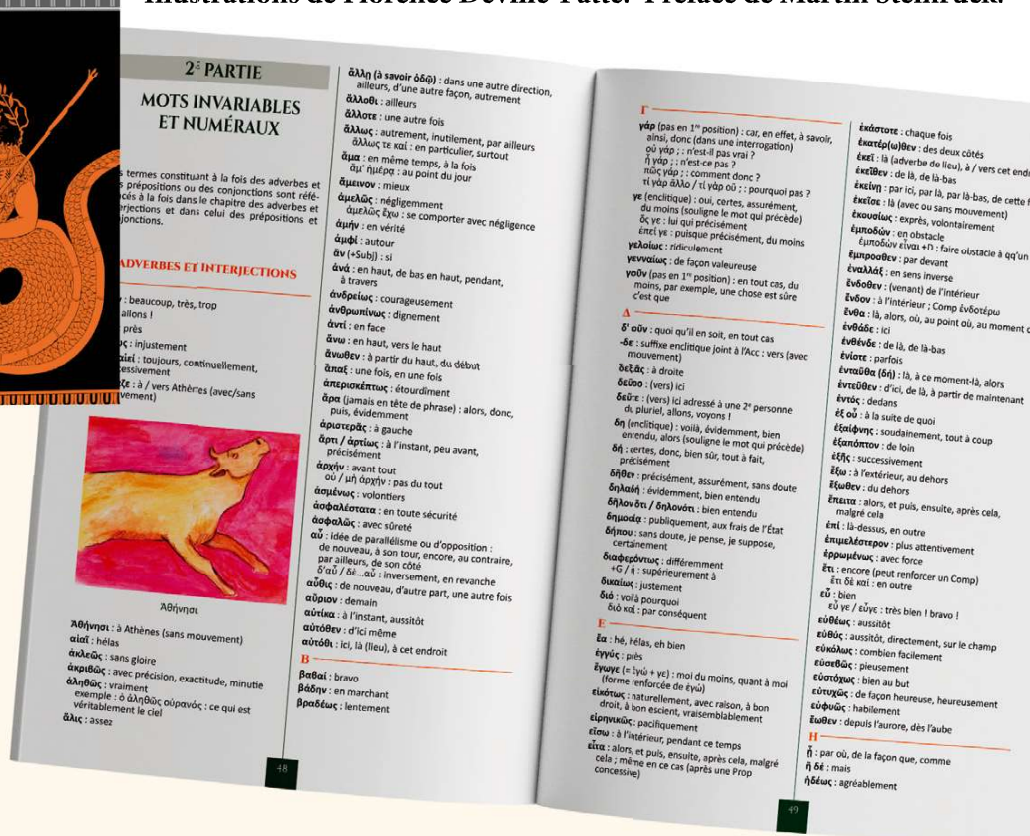 Illustrations de Florence Deville-Patte. Préface de Martin Steinrück.
2ᵉ PARTIE
MOTS INVARIABLES
ET NUMÉRAUX
termes constituant à la fois des adverbes et
prépositions ou des conjonctions sont réfé-
à la fois dans le chapitre des adverbes et
et dans celui des prépositions et
ADVERBES ET INTERJECTIONS
: beaucoup, très, trop
allons !
près
: injustement
αἰεί : toujours, continuellement,
: à / vers Athènes (avec/sans
Ἀθήνησι
Ἀθήνησι : à Athènes (sans mouvement)
αἰαῖ : hélas
ἀκλεῶς : sans gloire
ἀκριβῶς : avec précision, exactitude, minutie
ἀληθῶς : vraiment
exemple : ὁ ἀληθῶς οὐρανός : ce qui est
véritablement le ciel
ἅλις : assez
ἄλλῃ (à savoir ὁδῷ) : dans une autre direction,
ailleurs, d'une autre façon, autrement
ἄλλοθι : ailleurs
ἄλλοτε : une autre fois
ἄλλως : autrement, inutilement, par ailleurs
ἄλλως τε καί : en particulier, surtout
ἅμα : en même temps, à la fois
ἅμ' ἡμέρᾳ : au point du jour
ἄμεινον : mieux
ἀμελῶς : négligemment
ἀμελῶς ἔχω : se comporter avec négligence
ἀμήν : en vérité
ἀμφί : autour
ἄν (+Subj) : si
ἀνά : en haut, de bas en haut, pendant,
à travers
ἀνδρείως : courageusement
ἀνθρωπίνως : dignement
ἀντί : en face
ἄνω : en haut, vers le haut
ἄνωθεν : à partir du haut, du début
ἅπαξ : une fois, en une fois
ἀπερισκέπτως : étourdiment
ἆρα (jamais en tête de phrase) : alors, donc,
puis, évidemment
ἀριστερᾶς : à gauche
ἄρτι / ἀρτίως : à l'instant, peu avant,
précisément
ἀρχήν : avant tout
οὐ / μὴ ἀρχήν : pas du tout
ἀσμένως : volontiers
ἀσφαλέστατα : en toute sécurité
ἀσφαλῶς : avec sûreté
αὖ : idée de parallélisme ou d'opposition :
de nouveau, à son tour, encore, au contraire,
par ailleurs, de son côté
δ'αὖ / δὲ...αὖ : inversement, en revanche
αὖθις : de nouveau, d'autre part, une autre fois
αὔριον : demain
αὐτίκα : à l'instant, aussitôt
αὐτόθεν : d'ici même
αὐτόθι : ici, là (lieu), à cet endroit
Β
βαβαί : bravo
βάδην : en marchant
βραδέως : lentement
48
Γ
γάρ (pas en 1ʳᵉ position) : car, en effet, à savoir,
ainsi, donc (dans une interrogation)
οὐ γάρ ; : n'est-il pas vrai ?
ἦ γάρ ; : n'est-ce pas ?
πῶς γάρ ; : comment donc ?
τί γὰρ ἄλλο / τί γὰρ οὔ ; : pourquoi pas ?
γε (enclitique) : oui, certes, assurément,
du moins (souligne le mot qui précède)
ὅς γε : lui qui précisément
ἐπεί γε : puisque précisément, du moins
γελοίως : ridiculement
γενναίως : de façon valeureuse
γοῦν (pas en 1ʳᵉ position) : en tout cas, du
moins, par exemple, une chose est sûre
c'est que
Δ
δ' οὖν : quoi qu'il en soit, en tout cas
-δε : suffixe enclitique joint à l'Acc : vers (avec
mouvement)
δεξᾶς : à droite
δεῦρο : (vers) ici
δεῦτε : (vers) ici adressé à une 2ᵉ personne
du pluriel, allons, voyons !
δη (enclitique) : voilà, évidemment, bien
entendu, alors (souligne le mot qui précède)
δή : certes, donc, bien sûr, tout à fait,
précisément
δῆθεν : précisément, assurément, sans doute
δηλαδή : évidemment, bien entendu
δηλονότι / δηλονότι : bien entendu
δημοσίᾳ : publiquement, aux frais de l'État
δήπου : sans doute, je pense, je suppose,
certainement
διαφερόντως : différemment
+G / ἤ : supérieurement à
δικαίως : justement
διό : voilà pourquoi
διὸ καί : par conséquent
Ε
ἔα : hé, hélas, eh bien
ἐγγύς : près
ἔγωγε (= ἐγώ + γε) : moi du moins, quant à moi
(forme renforcée de ἐγώ)
εἰκότως : naturellement, avec raison, à bon
droit, à bon escient, vraisemblablement
εἰρηνικῶς : pacifiquement
εἴσω : à l'intérieur, pendant ce temps
εἶτα : alors, et puis, ensuite, après cela, malgré
cela ; même en ce cas (après une Prop
concessive)
ἑκάστοτε : chaque fois
ἑκατέρ(ω)θεν : des deux côtés
ἐκεῖ : là (adverbe de lieu), à / vers cet
ἐκεῖθεν : de là, de là-bas
ἐκείνῃ : par ici, par là, par là-bas, de cette
ἐκεῖσε : là (avec ou sans mouvement)
ἑκουσίως : exprès, volontairement
ἐμποδών : en obstacle
ἐμποδὼν εἶναι +D : faire obstacle à qq'un
ἔμπροσθεν : par devant
ἐναλλάξ : en sens inverse
ἔνδοθεν : (venant) de l'intérieur
ἔνδον : à l'intérieur ; Comp ἐνδοτέρω
ἔνθα : là, alors, où, au point où, au moment
ἐνθάδε : ici
ἐνθένδε : de là, de là-bas
ἐνίοτε : parfois
ἐνταῦθα (δή) : là, à ce moment-là, alors
ἐντεῦθεν : d'ici, de là, à partir de maintenant
ἐντός : dedans
ἐξ οὗ : à la suite de quoi
ἐξαίφνης : soudainement, tout à coup
ἐξαπόπτον : de loin
ἑξῆς : successivement
ἔξω : à l'extérieur, au dehors
ἔξωθεν : du dehors
ἔπειτα : alors, et puis, ensuite, après cela,
malgré cela
ἐπί : là-dessus, en outre
ἐπιμελέστερον : plus attentivement
ἐρρωμένως : avec force
ἔτι : encore (peut renforcer un Comp)
ἔτι δὲ καί : en outre
εὖ : bien
εὖ γε / εὖγε : très bien ! bravo !
εὐθέως : aussitôt
εὐθύς : aussitôt, directement, sur le champ
εὐκόλως : combien facilement
εὐσεβῶς : pieusement
εὐστόχως : bien au but
εὐτυχῶς : de façon heureuse, heureusement
εὐφυῶς : habilement
ἕωθεν : depuis l'aurore, dès l'aube
Η
ᾗ : par où, de la façon que, comme
ἦ δέ : mais
ἡδέως : agréablement
49